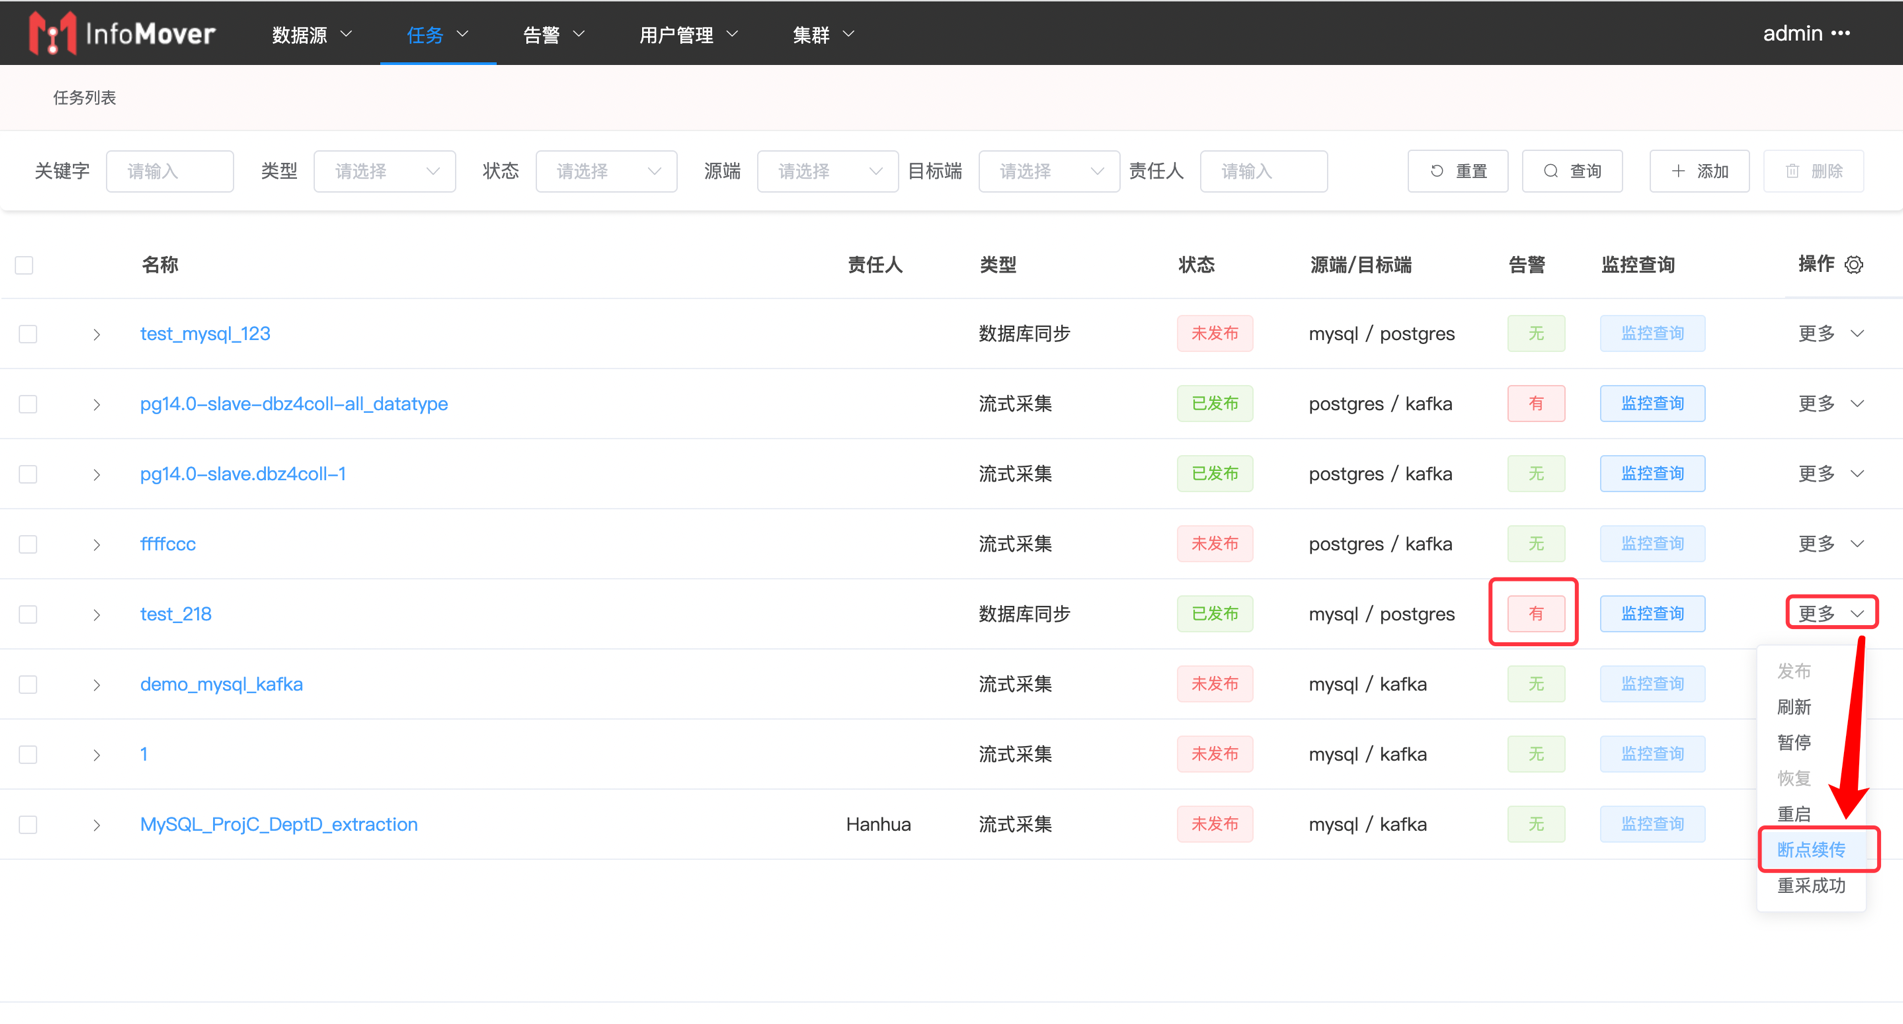 InfoMover 数据源 任务 告警 用户管理 集群 admin ···
任务列表
关键字 请输入 类型 请选择 状态 请选择 源端 请选择 目标端 请选择 责任人 请输入 重置 查询 添加 删除
名称 责任人 类型 状态 源端/目标端 告警 监控查询 操作
test_mysql_123 数据库同步 未发布 mysql / postgres 无 监控查询 更多
pg14.0-slave-dbz4coll-all_datatype 流式采集 已发布 postgres / kafka 有 监控查询 更多
pg14.0-slave.dbz4coll-1 流式采集 已发布 postgres / kafka 无 监控查询 更多
ffffccc 流式采集 未发布 postgres / kafka 无 监控查询 更多
test_218 数据库同步 已发布 mysql / postgres 有 监控查询 更多
demo_mysql_kafka 流式采集 未发布 mysql / kafka 无 监控查询
1 流式采集 未发布 mysql / kafka 无 监控查询
MySQL_ProjC_DeptD_extraction Hanhua 流式采集 未发布 mysql / kafka 无 监控查询
发布
刷新
暂停
恢复
重启
断点续传
重采成功